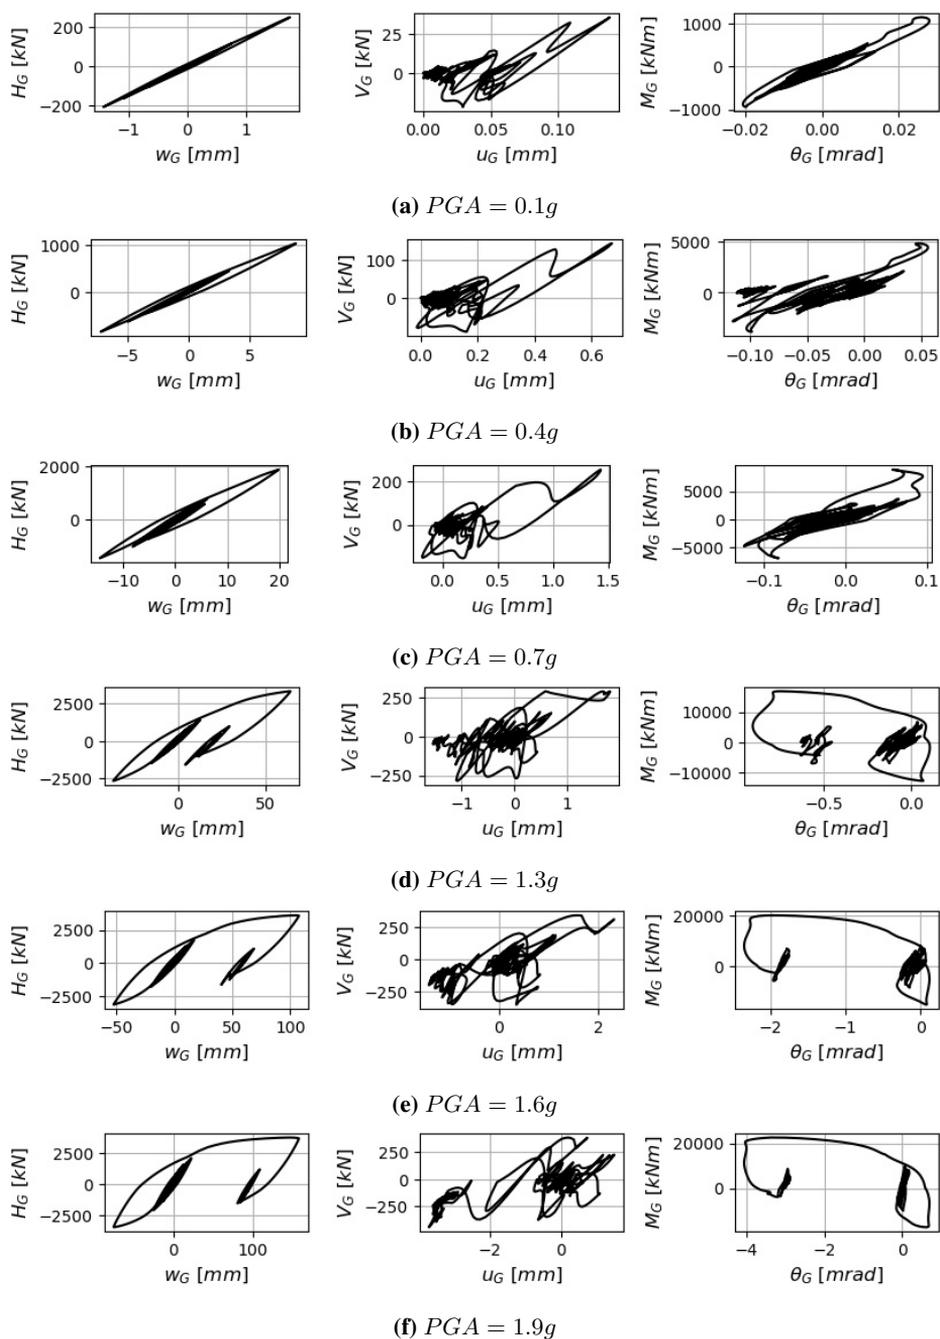 200
0
−200
H_G [kN]
−1 0 1
w_G [mm]
25
0
V_G [kN]
0.00 0.05 0.10
u_G [mm]
1000
0
−1000
M_G [kNm]
−0.02 0.00 0.02
θ_G [mrad]
(a) PGA = 0.1g
1000
0
H_G [kN]
−5 0 5
w_G [mm]
100
0
V_G [kN]
0.0 0.2 0.4 0.6
u_G [mm]
5000
0
M_G [kNm]
−0.10 −0.05 0.00 0.05
θ_G [mrad]
(b) PGA = 0.4g
2000
0
H_G [kN]
−10 0 10 20
w_G [mm]
200
0
V_G [kN]
0.0 0.5 1.0 1.5
u_G [mm]
5000
0
−5000
M_G [kNm]
−0.1 0.0 0.1
θ_G [mrad]
(c) PGA = 0.7g
2500
0
−2500
H_G [kN]
0 50
w_G [mm]
250
0
−250
V_G [kN]
−1 0 1
u_G [mm]
10000
0
−10000
M_G [kNm]
−0.5 0.0
θ_G [mrad]
(d) PGA = 1.3g
2500
0
−2500
H_G [kN]
−50 0 50 100
w_G [mm]
250
0
−250
V_G [kN]
0 2
u_G [mm]
20000
0
M_G [kNm]
−2 −1 0
θ_G [mrad]
(e) PGA = 1.6g
2500
0
−2500
H_G [kN]
0 100
w_G [mm]
250
0
−250
V_G [kN]
−2 0
u_G [mm]
20000
0
M_G [kNm]
−4 −2 0
θ_G [mrad]
(f) PGA = 1.9g